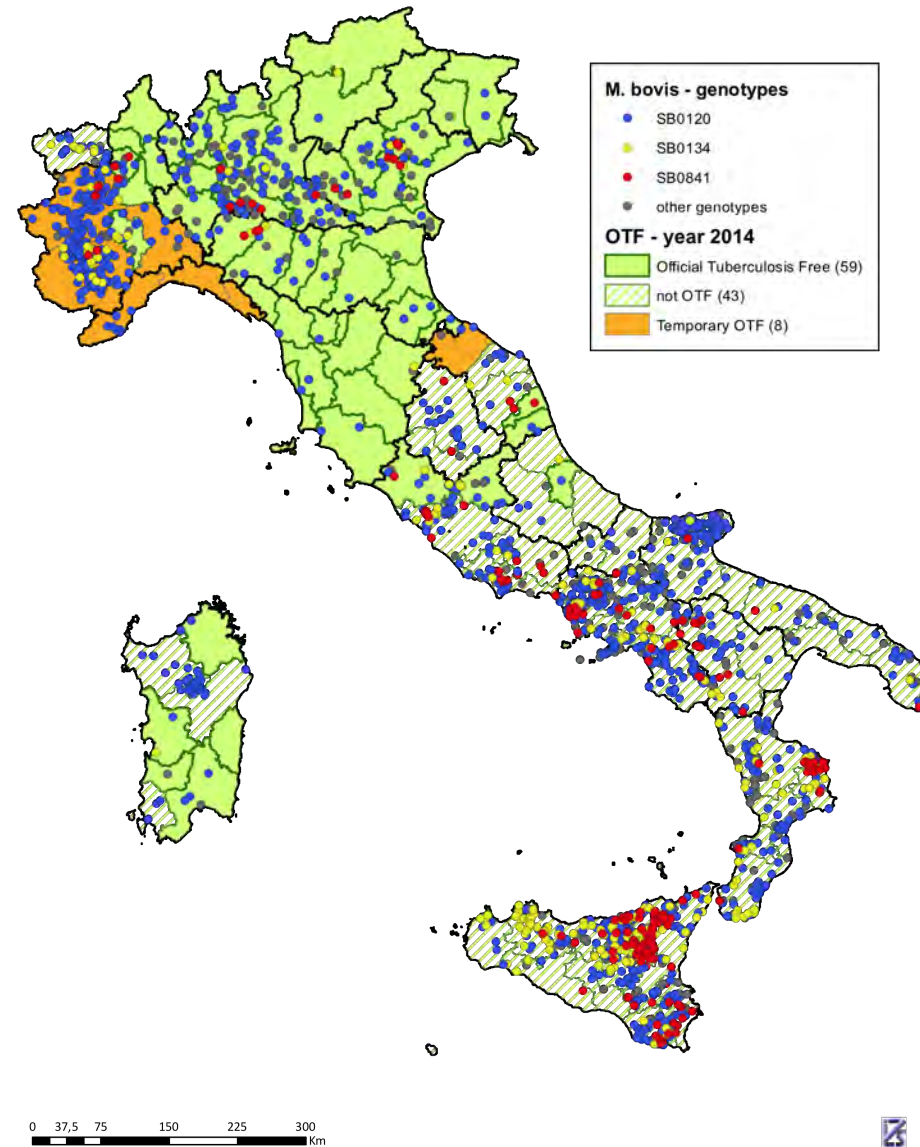 M. bovis - genotypes
SB0120
SB0134
SB0841
other genotypes
OTF - year 2014
Official Tuberculosis Free (59)
not OTF (43)
Temporary OTF (8)
0 37,5 75 150 225 300
Km